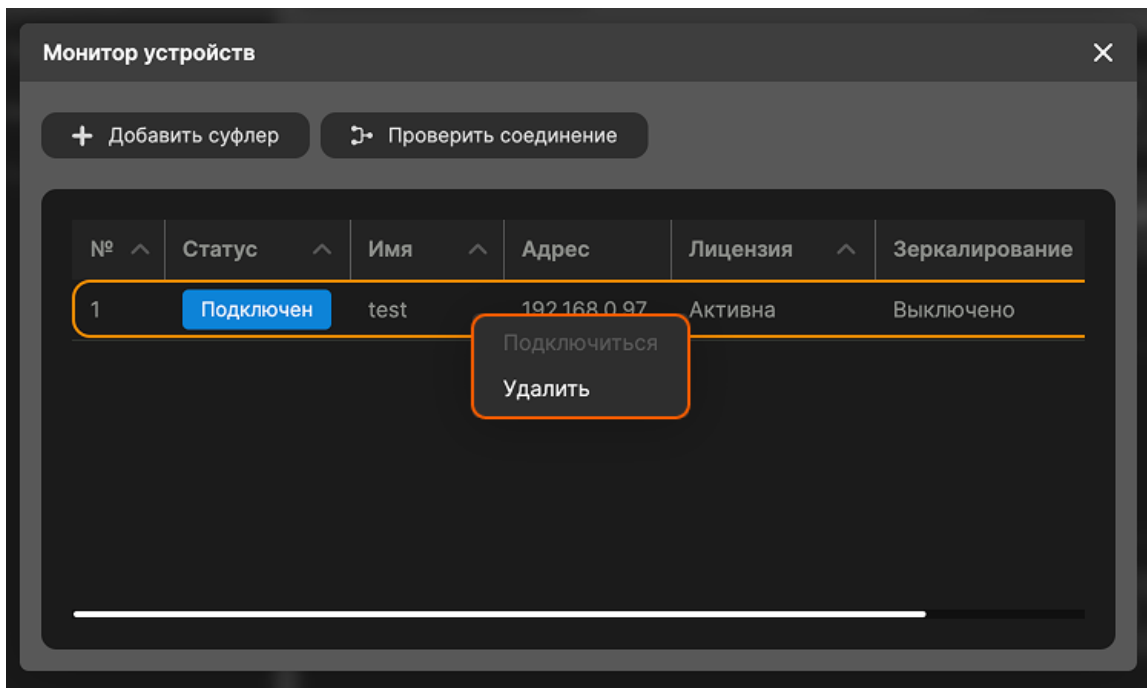 Монитор устройств
Добавить суфлер Проверить соединение
№ Статус Имя Адрес Лицензия Зеркалирование
1 Подключен test 192.168.0.97 Активна Выключено
Подключиться
Удалить